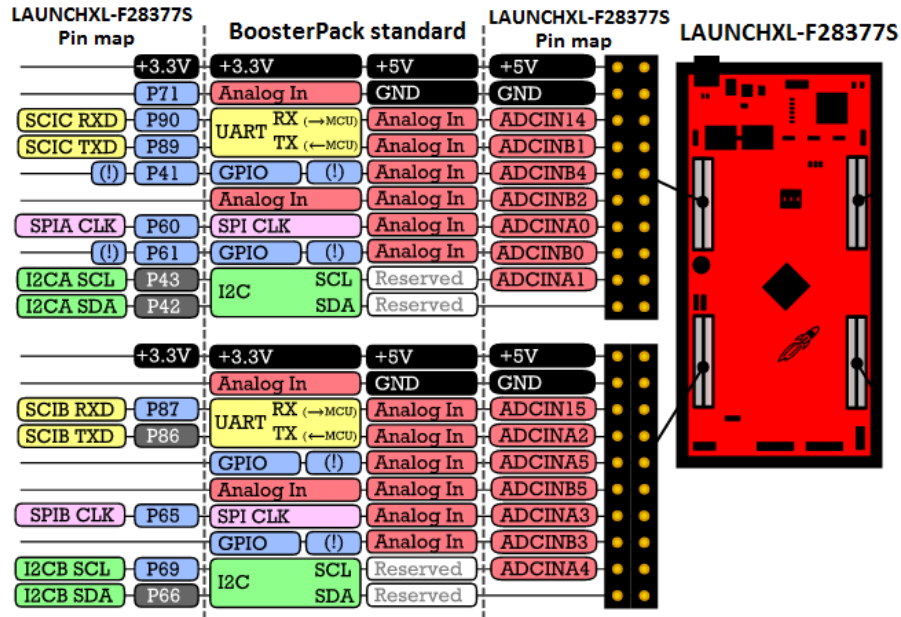 LAUNCHXL-F28377S Pin map BoosterPack standard LAUNCHXL-F28377S Pin map LAUNCHXL-F28377S
+3.3V +3.3V +5V +5V
P71 Analog In GND GND
SCIC RXD P90 UART RX (→MCU) Analog In ADCIN14
SCIC TXD P89 TX (←MCU) Analog In ADCINB1
(!) P41 GPIO (!) Analog In ADCINB4
Analog In Analog In ADCINB2
SPIA CLK P60 SPI CLK Analog In ADCINA0
(!) P61 GPIO (!) Analog In ADCINB0
I2CA SCL P43 I2C SCL Reserved ADCINA1
I2CA SDA P42 SDA Reserved
+3.3V +3.3V +5V +5V
Analog In GND GND
SCIB RXD P87 UART RX (→MCU) Analog In ADCIN15
SCIB TXD P86 TX (←MCU) Analog In ADCINA2
GPIO (!) Analog In ADCINA5
Analog In Analog In ADCINB5
SPIB CLK P65 SPI CLK Analog In ADCINA3
GPIO (!) Analog In ADCINB3
I2CB SCL P69 I2C SCL Reserved ADCINA4
I2CB SDA P66 SDA Reserved